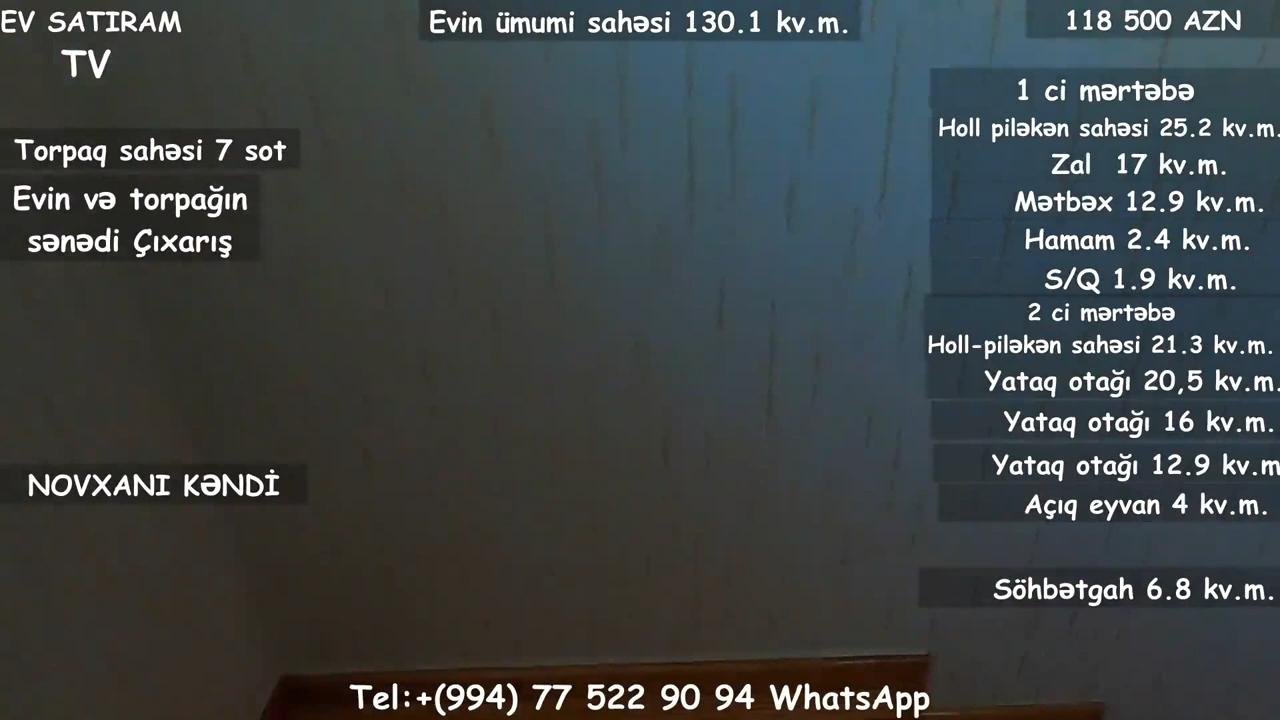 EV SATIRAM
TV
Evin ümumi sahəsi 130.1 kv.m.
118 500 AZN
Torpaq sahəsi 7 sot
Evin və torpağın
sənədi Çıxarış
NOVXANI KƏNDİ
1 ci mərtəbə
Holl piləkən sahəsi 25.2 kv.m.
Zal 17 kv.m.
Mətbəx 12.9 kv.m.
Hamam 2.4 kv.m.
S/Q 1.9 kv.m.
2 ci mərtəbə
Holl-piləkən sahəsi 21.3 kv.m.
Yataq otağı 20,5 kv.m.
Yataq otağı 16 kv.m.
Yataq otağı 12.9 kv.m
Açıq eyvan 4 kv.m.
Söhbətgah 6.8 kv.m.
Tel:+(994) 77 522 90 94 WhatsApp